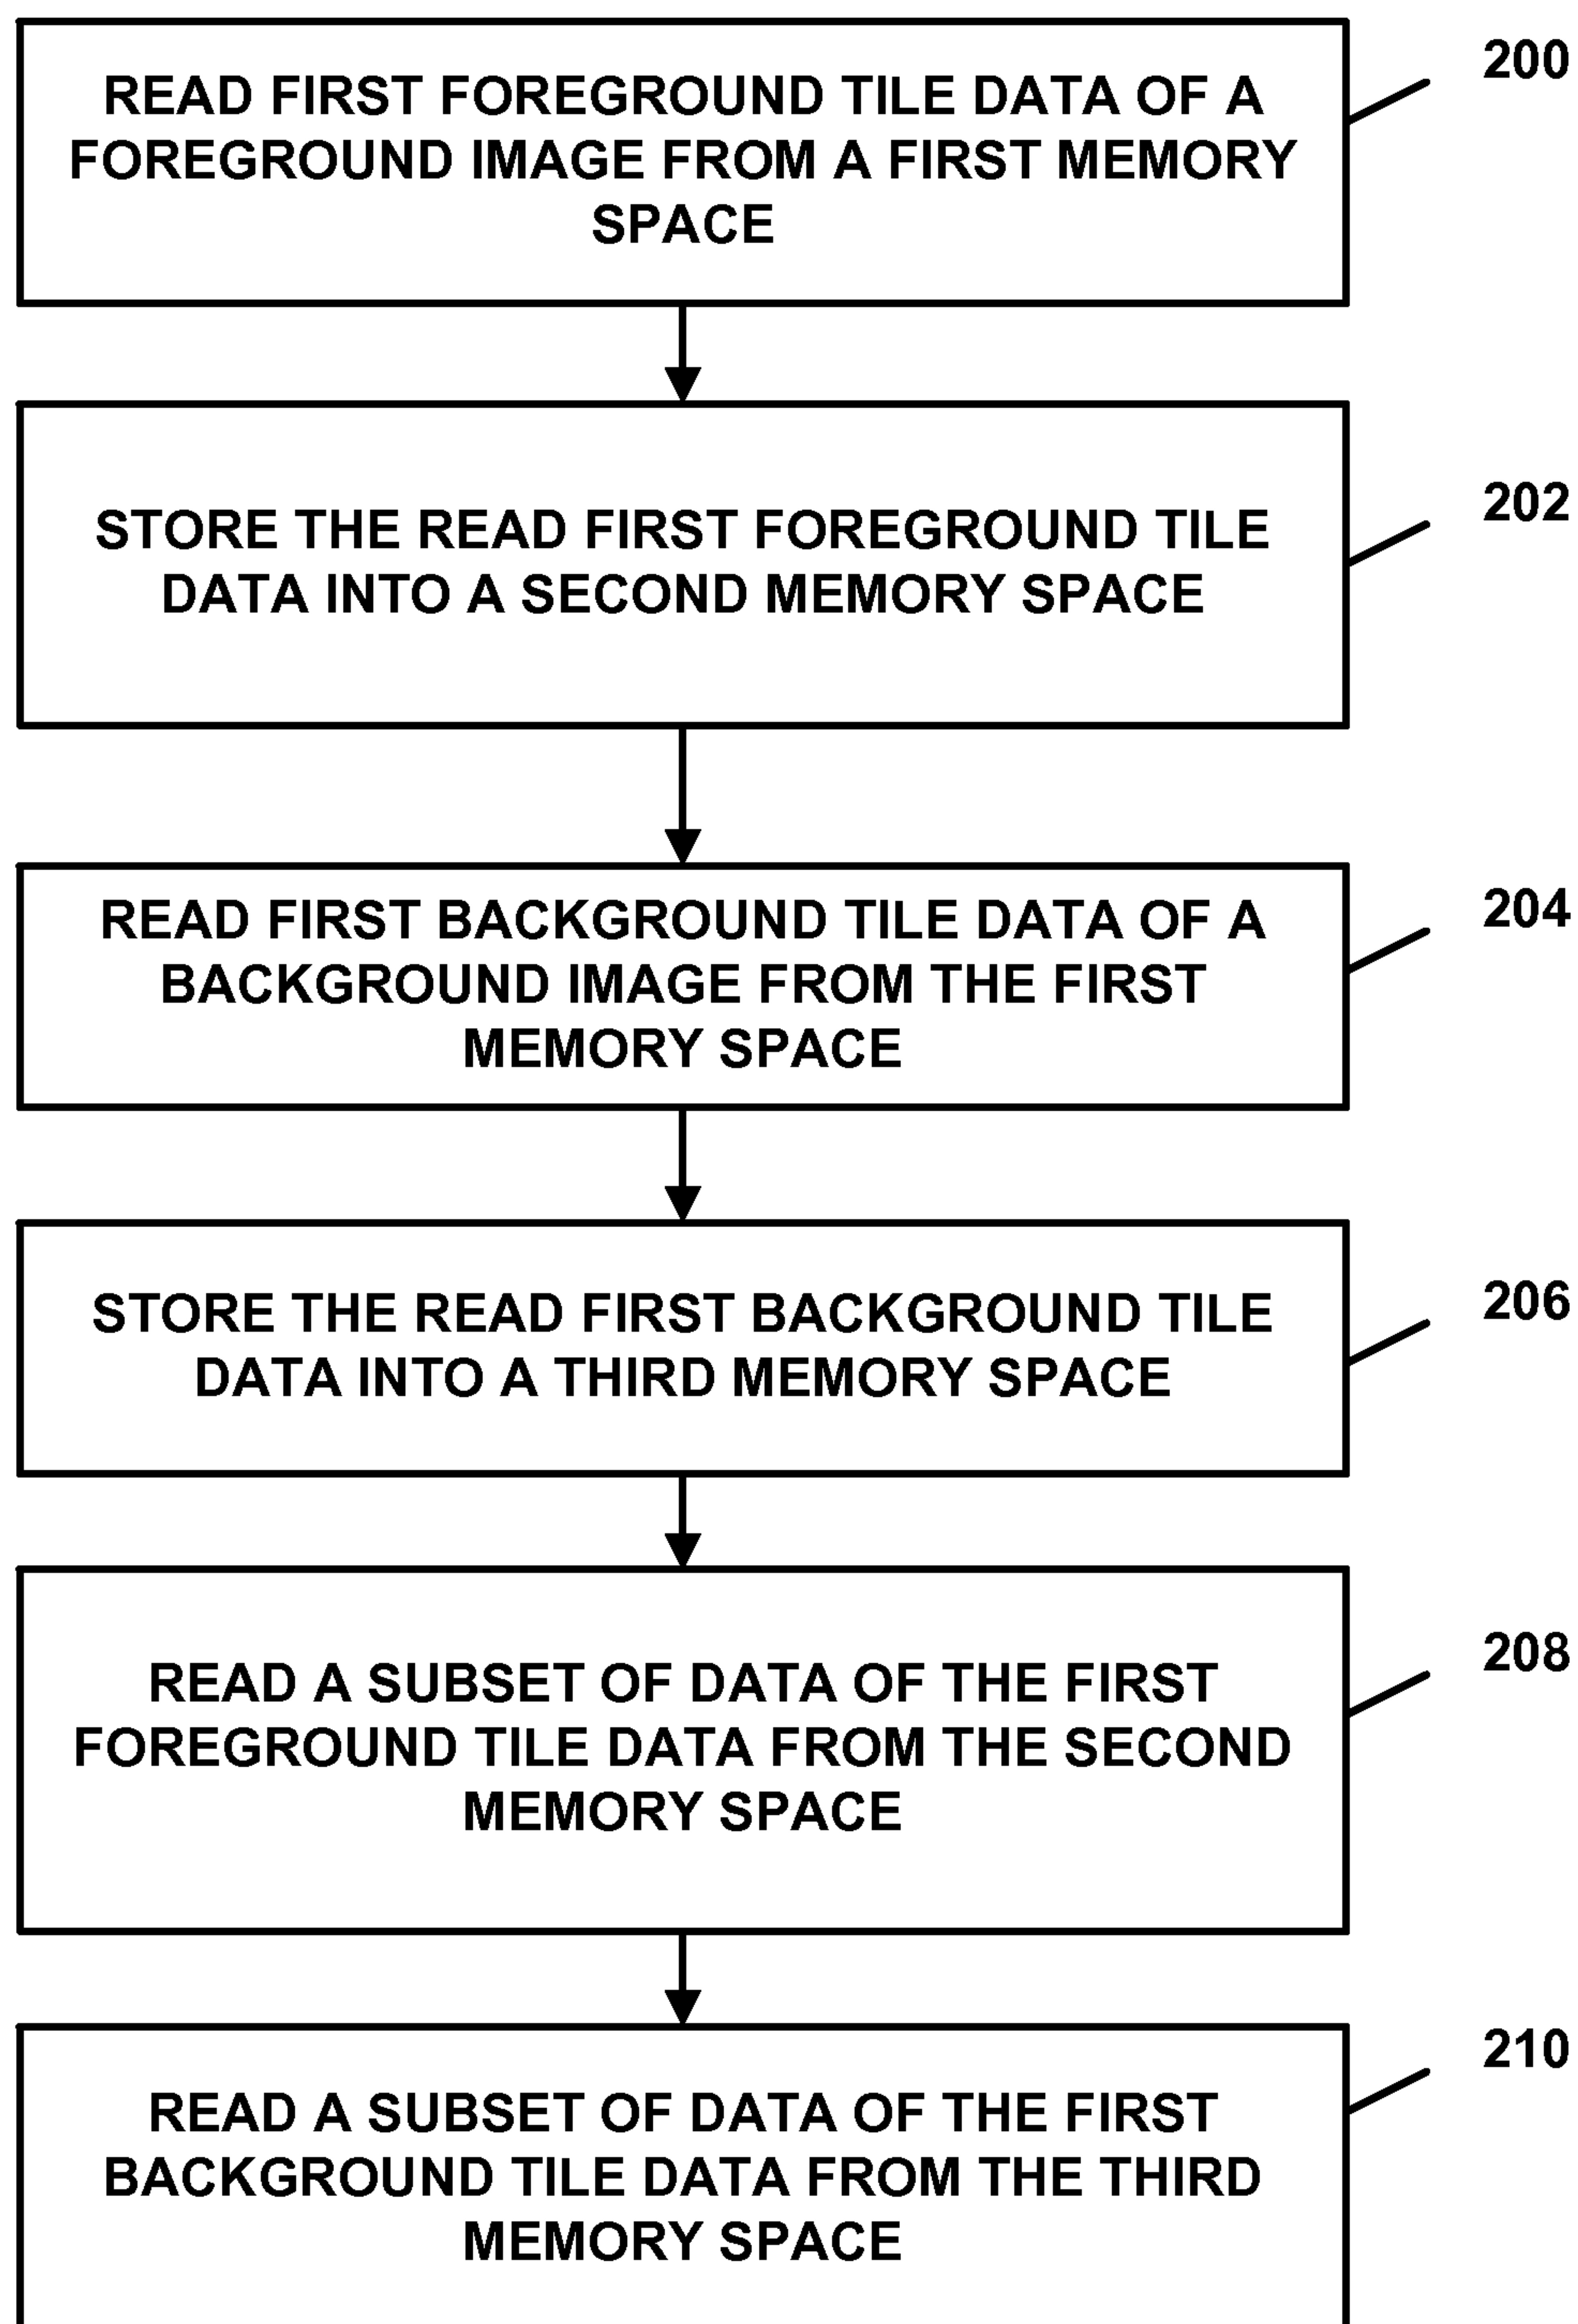 READ FIRST FOREGROUND TILE DATA OF A
FOREGROUND IMAGE FROM A FIRST MEMORY
SPACE
200
STORE THE READ FIRST FOREGROUND TILE
DATA INTO A SECOND MEMORY SPACE
202
READ FIRST BACKGROUND TILE DATA OF A
BACKGROUND IMAGE FROM THE FIRST
MEMORY SPACE
204
STORE THE READ FIRST BACKGROUND TILE
DATA INTO A THIRD MEMORY SPACE
206
READ A SUBSET OF DATA OF THE FIRST
FOREGROUND TILE DATA FROM THE SECOND
MEMORY SPACE
208
READ A SUBSET OF DATA OF THE FIRST
BACKGROUND TILE DATA FROM THE THIRD
MEMORY SPACE
210